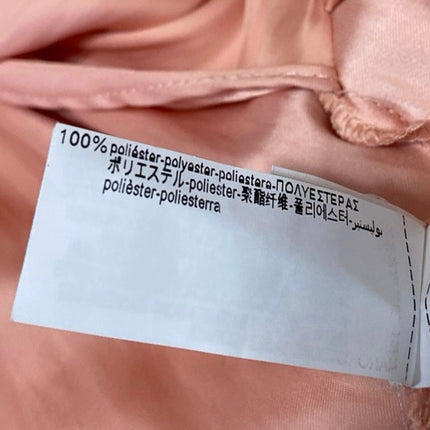 100% poliéster-polyester-poliestere-ΠΟΛΥΕΣΤΕΡΑΣ
ポリエステル-poliester-聚酯纤维-폴리에스터-بوليستير
polièster-poliesterra